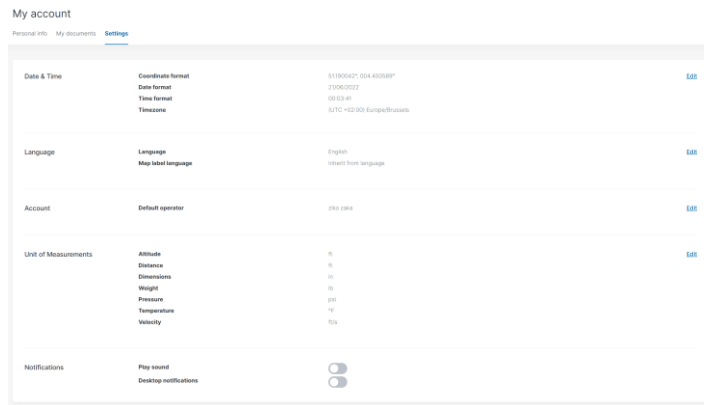 My account
Personal info My documents Settings
Date & Time Coordinate format 51.190042°, 004.450589° Edit
Date format 21/06/2022
Time format 00:03:41
Timezone (UTC +02:00) Europe/Brussels
Language Language English Edit
Map label language Inherit from language
Account Default operator ziko zaka Edit
Unit of Measurements Altitude ft Edit
Distance ft
Dimensions in
Weight lb
Pressure psi
Temperature °F
Velocity ft/s
Notifications Play sound
Desktop notifications